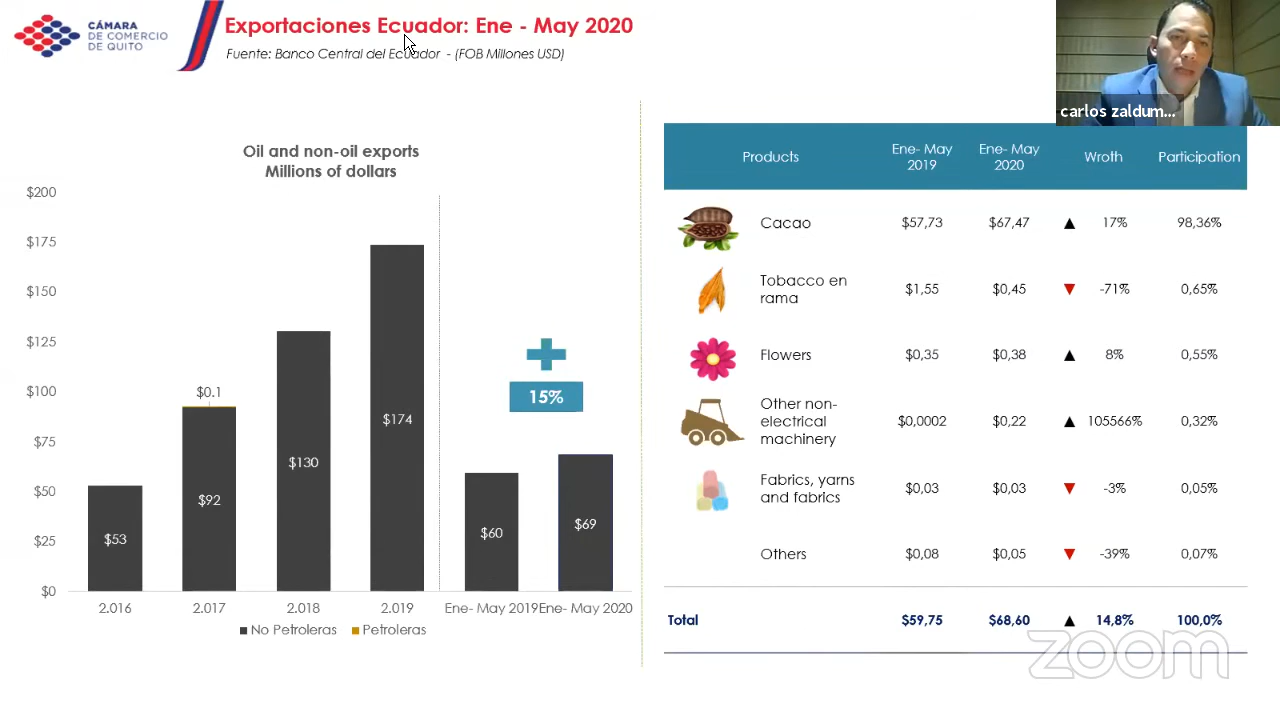 CÁMARA
DE COMERCIO
DE QUITO
Exportaciones Ecuador: Ene - May 2020
Fuente: Banco Central del Ecuador - (FOB Millones USD)
carlos zaldum...
Oil and non-oil exports
Millions of dollars
$200
$175
$150
$125
$100
$75
$50
$25
$0
$53
$0.1
$92
$130
$174
15%
$60
$69
2.016 2.017 2.018 2.019 Ene- May 2019 Ene- May 2020
No Petroleras Petroleras
Products Ene- May 2019 Ene- May 2020 Wroth Participation
Cacao $57,73 $67,47 ▲ 17% 98,36%
Tobacco en
rama $1,55 $0,45 ▼ -71% 0,65%
Flowers $0,35 $0,38 ▲ 8% 0,55%
Other non-
electrical
machinery $0,0002 $0,22 ▲ 105566% 0,32%
Fabrics, yarns
and fabrics $0,03 $0,03 ▼ -3% 0,05%
Others $0,08 $0,05 ▼ -39% 0,07%
Total $59,75 $68,60 ▲ 14,8% 100,0%
zoom